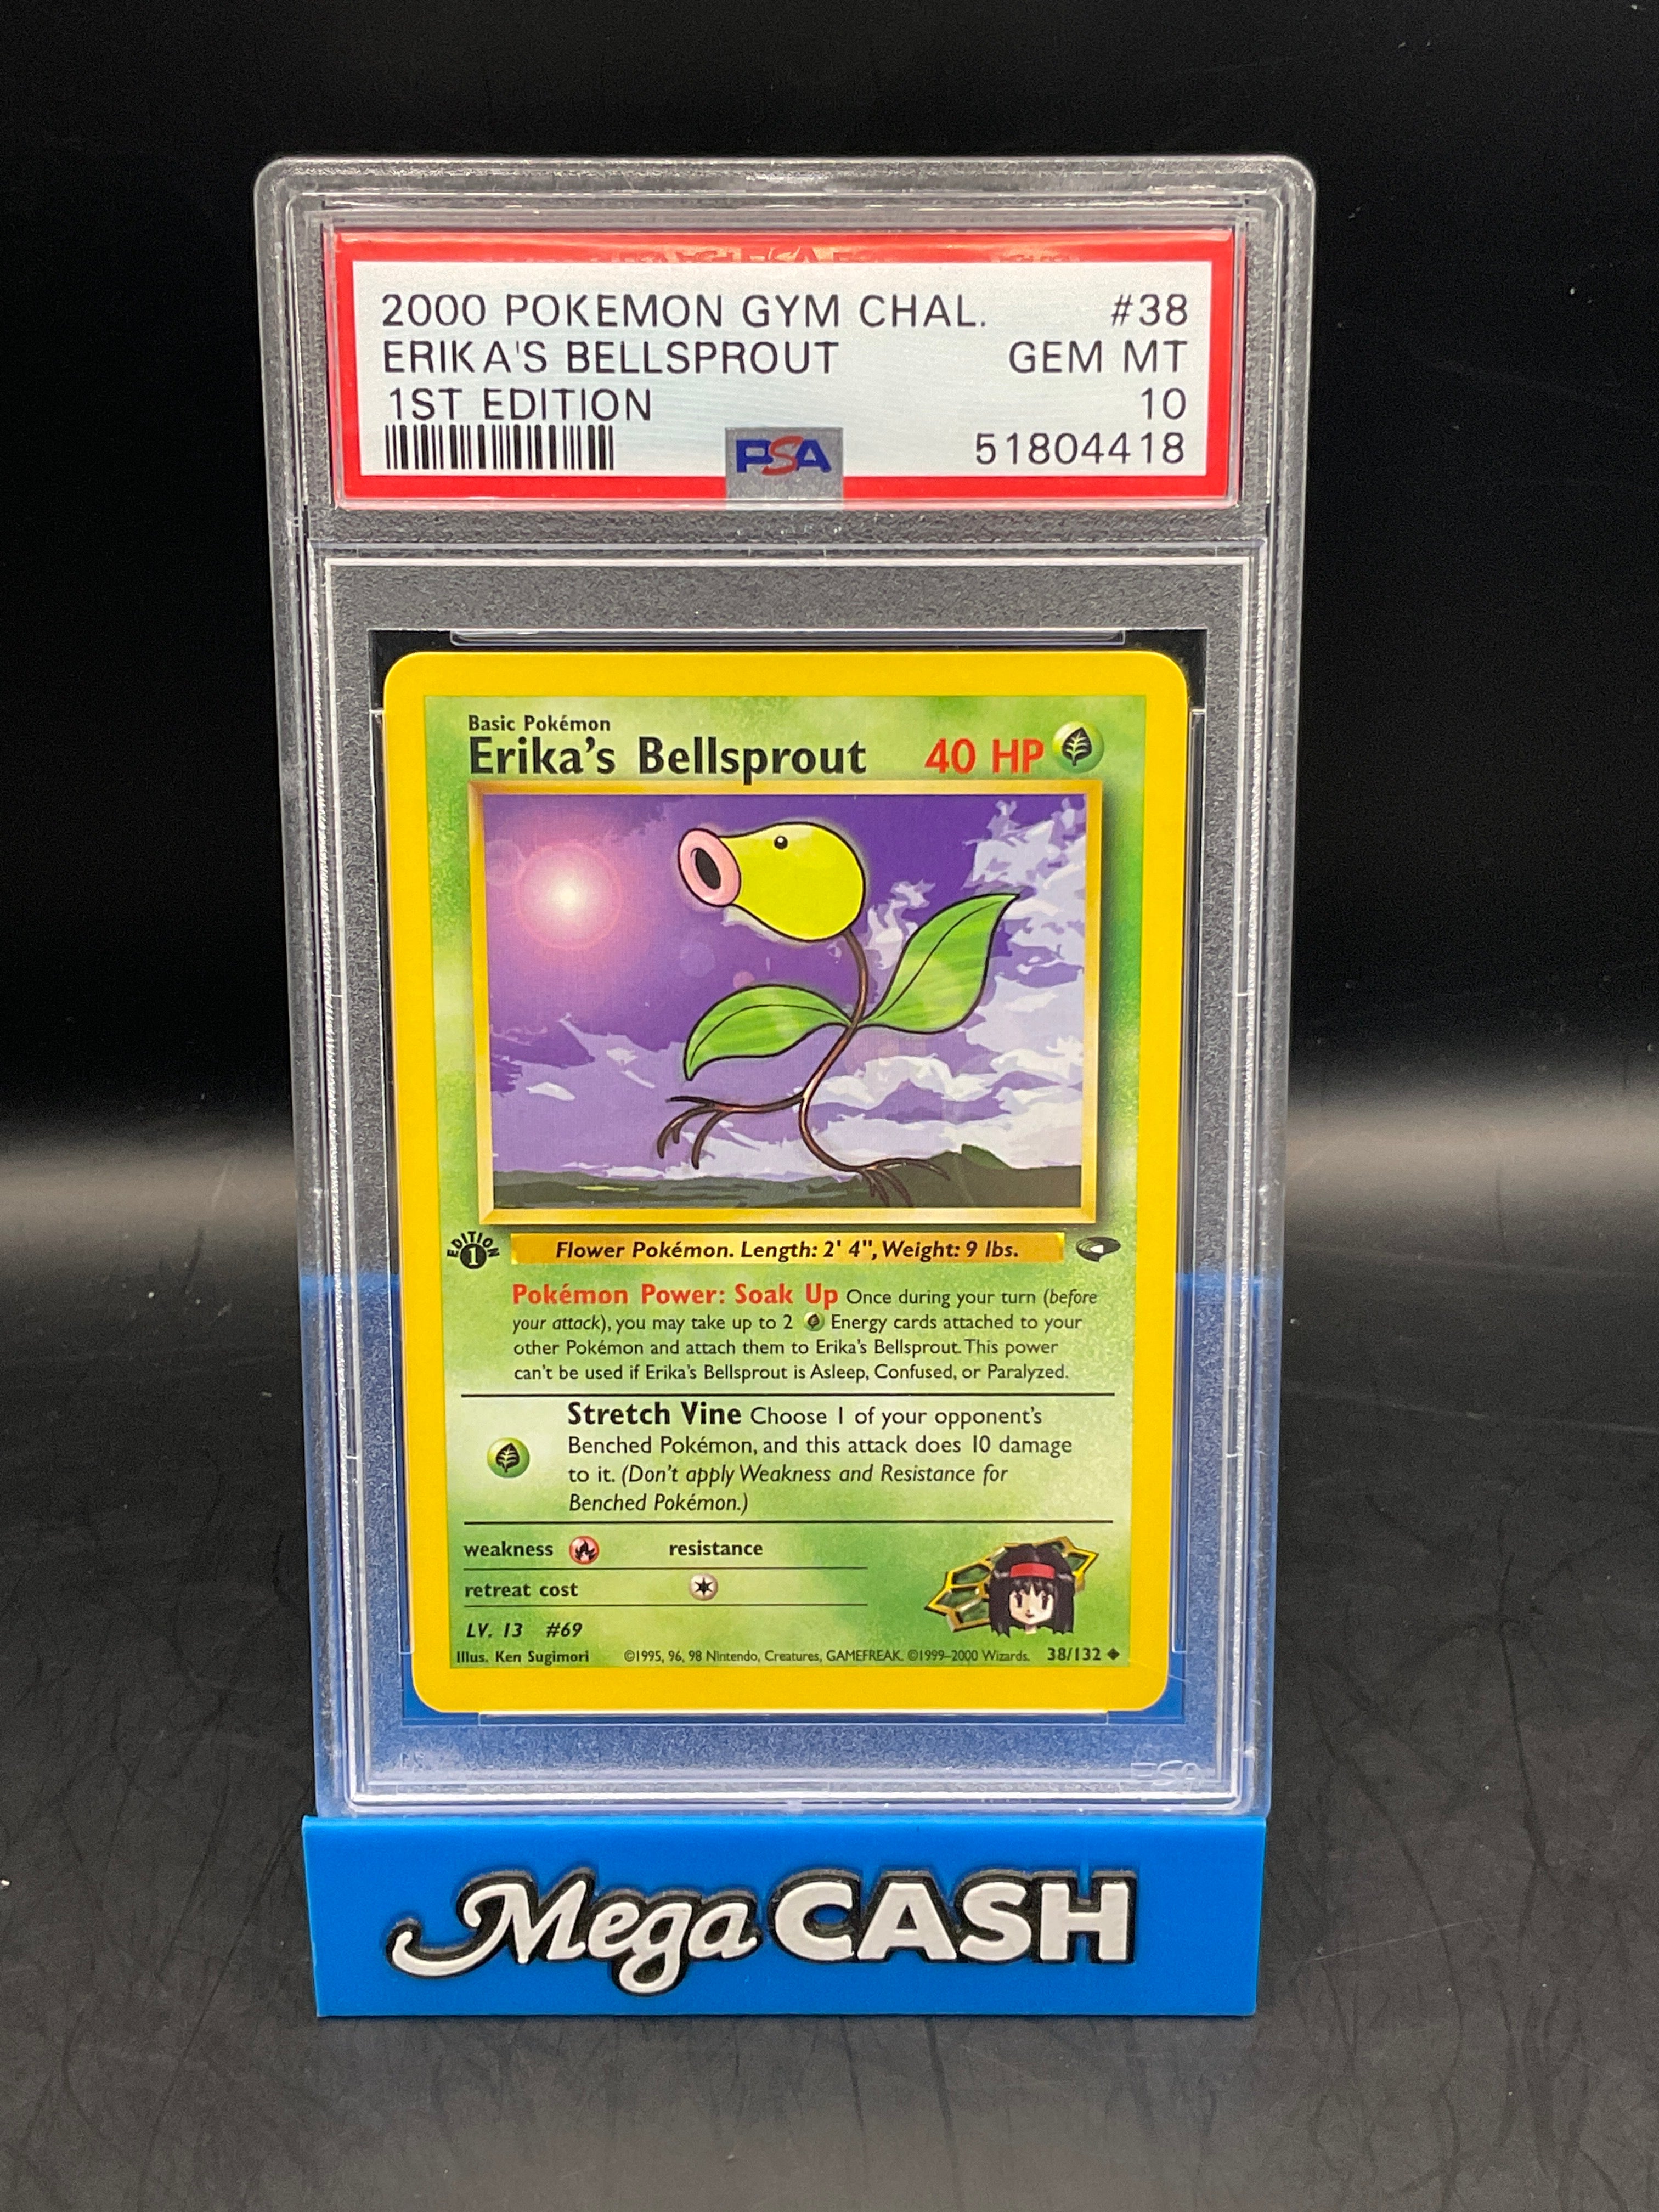 2000 POKEMON GYM CHAL. #38
ERIKA'S BELLSPROUT GEM MT
1ST EDITION 10
PSA 51804418
Basic Pokémon
Erika's Bellsprout 40 HP
EDITION 1
Flower Pokémon. Length: 2' 4", Weight: 9 lbs.
Pokémon Power: Soak Up Once during your turn (before
your attack), you may take up to 2 Energy cards attached to your
other Pokémon and attach them to Erika's Bellsprout. This power
can't be used if Erika's Bellsprout is Asleep, Confused, or Paralyzed.
Stretch Vine Choose 1 of your opponent's
Benched Pokémon, and this attack does 10 damage
to it. (Don't apply Weakness and Resistance for
Benched Pokémon.)
weakness resistance
retreat cost
LV. 13 #69
Illus. Ken Sugimori ©1995, 96, 98 Nintendo, Creatures, GAMEFREAK. ©1999–2000 Wizards. 38/132
PSA
Mega CASH